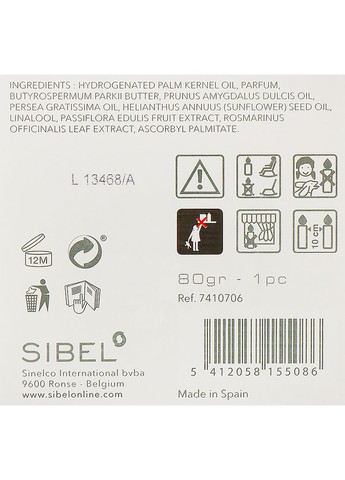 INGREDIENTS : HYDROGENATED PALM KERNEL OIL, PARFUM,
BUTYROSPERMUM PARKII BUTTER, PRUNUS AMYGDALUS DULCIS OIL,
PERSEA GRATISSIMA OIL, HELIANTHUS ANNUUS (SUNFLOWER) SEED OIL,
LINALOOL, PASSIFLORA EDULIS FRUIT EXTRACT, ROSMARINUS
OFFICINALIS LEAF EXTRACT, ASCORBYL PALMITATE.
L 13468/A
10 cm
12M
80gr - 1pc
Ref. 7410706
SIBEL
Sinelco International bvba
9600 Ronse - Belgium
www.sibelonline.com
5 412058 155086
Made in Spain